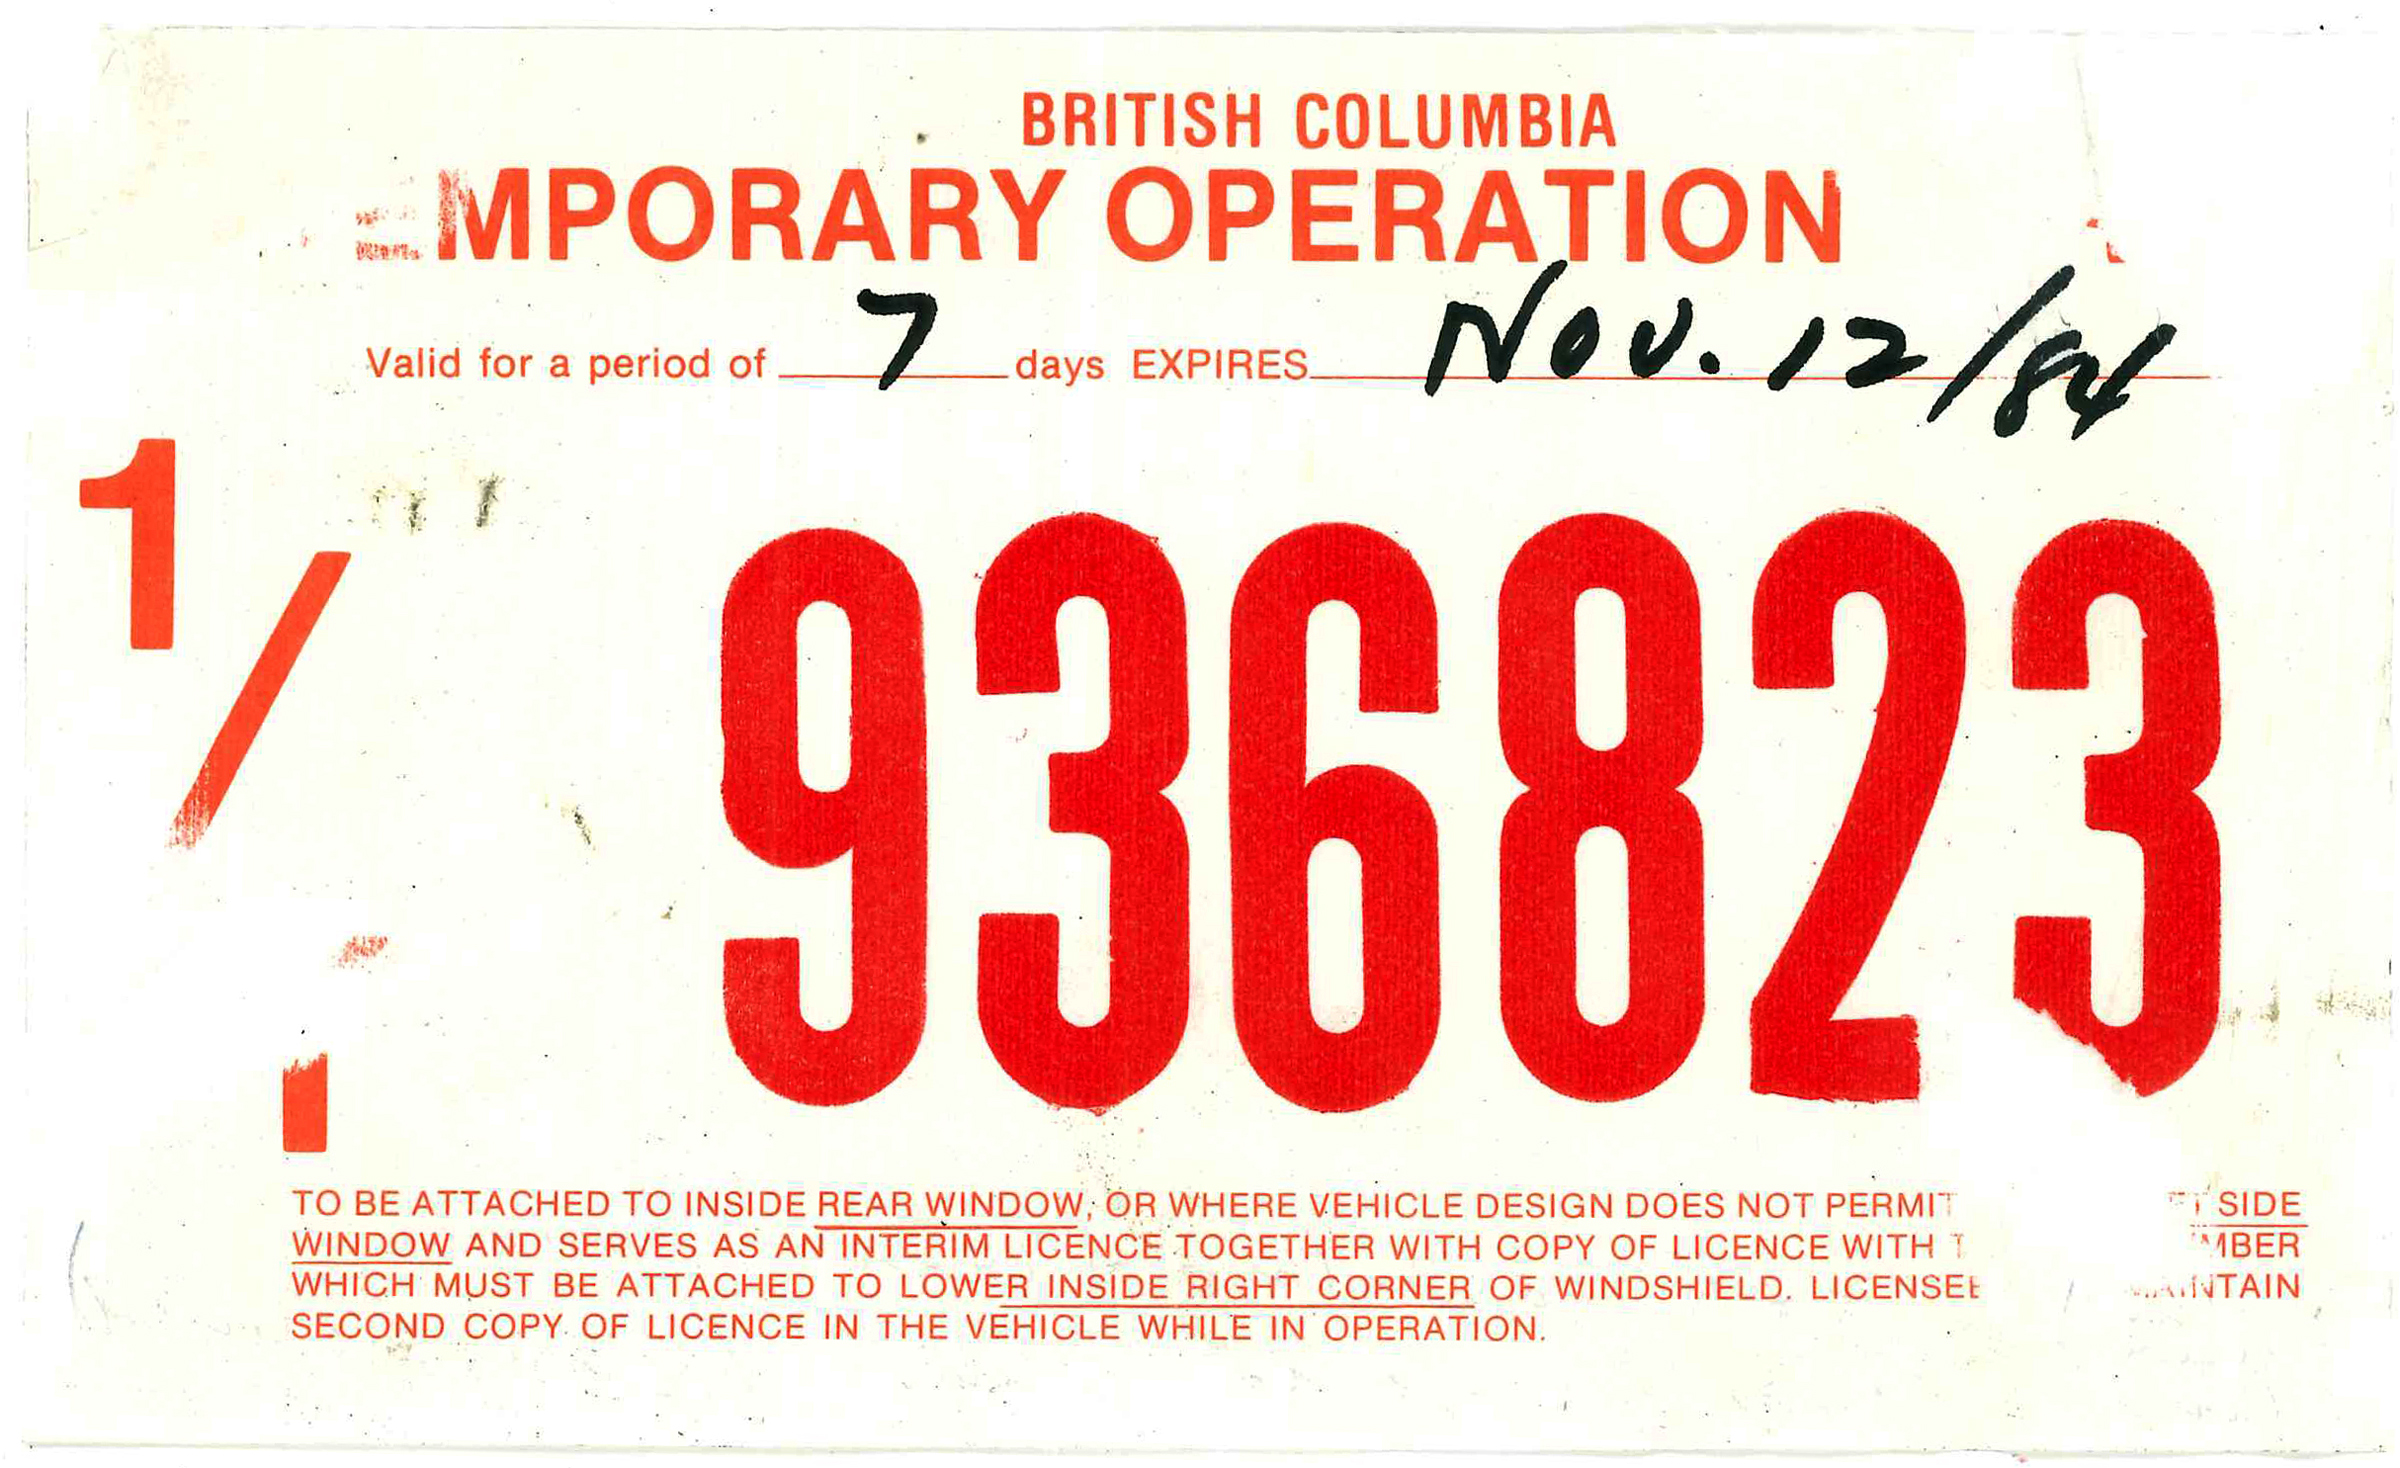 BRITISH COLUMBIA
EMPORARY OPERATION
Valid for a period of 7 days EXPIRES Nov. 12/84
1/
936823
TO BE ATTACHED TO INSIDE REAR WINDOW, OR WHERE VEHICLE DESIGN DOES NOT PERMIT SIDE
WINDOW AND SERVES AS AN INTERIM LICENCE TOGETHER WITH COPY OF LICENCE WITH
WHICH MUST BE ATTACHED TO LOWER INSIDE RIGHT CORNER OF WINDSHIELD. LICENSEE
SECOND COPY OF LICENCE IN THE VEHICLE WHILE IN OPERATION.